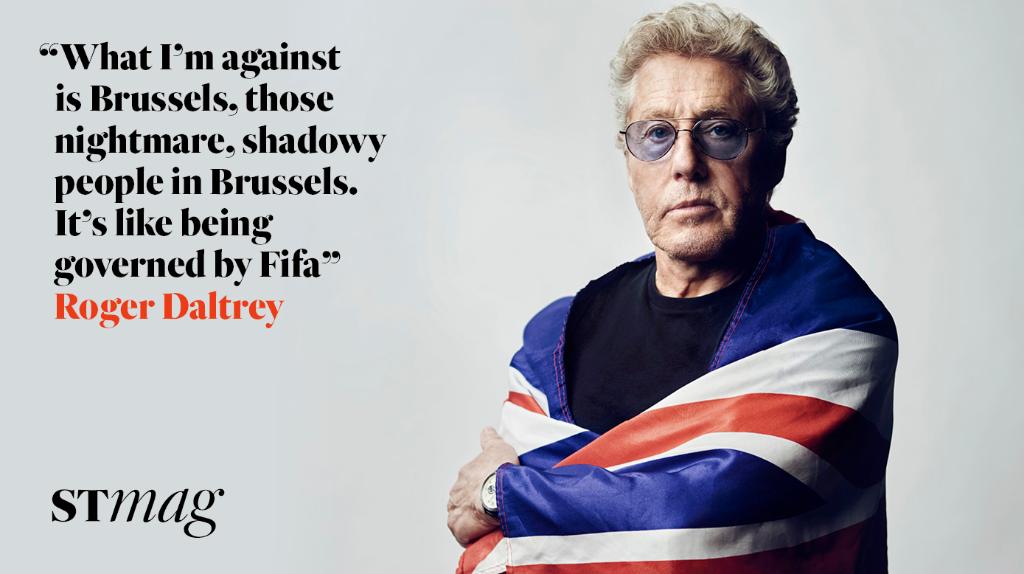 “What I’m against
is Brussels, those
nightmare, shadowy
people in Brussels.
It’s like being
governed by Fifa”
Roger Daltrey
STmag